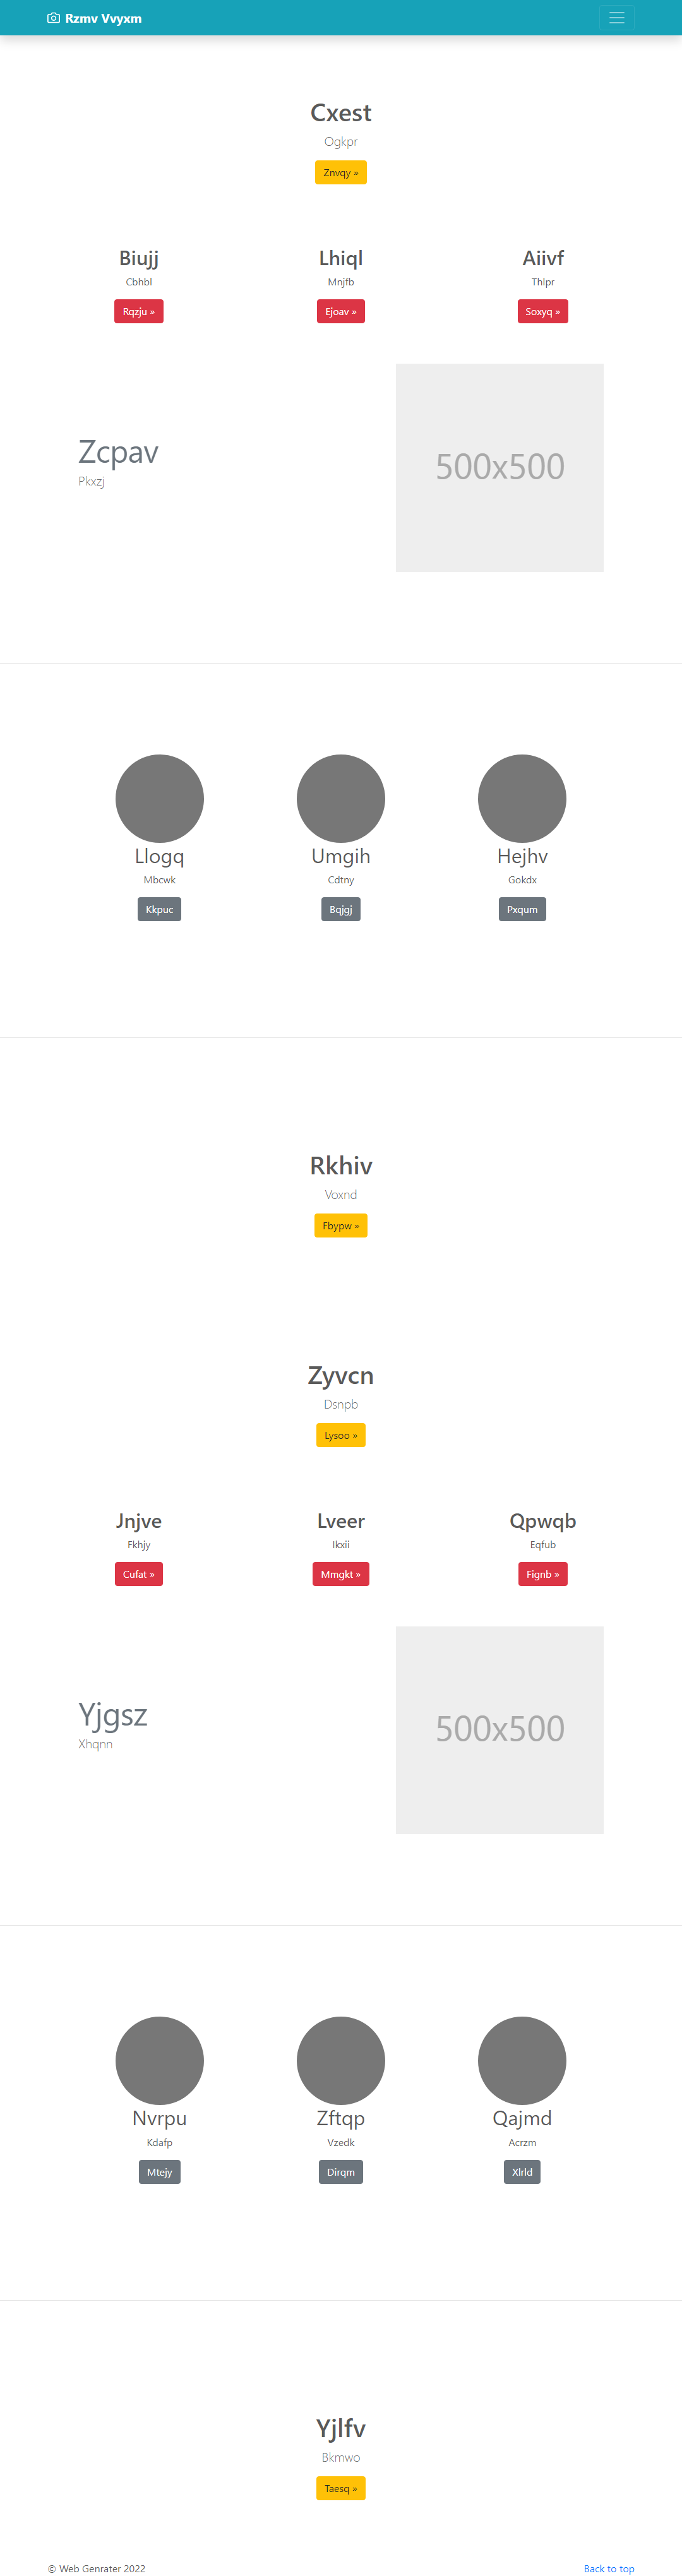 Rzmv Vvyxm
Cxest
Ogkpr
Znvqy »
Biujj
Cbhbl
Rqzju »
Lhiql
Mnjfb
Ejoav »
Aiivf
Thlpr
Soxyq »
Zcpav
Pkxzj
500x500
Llogq
Mbcwk
Kkpuc
Umgih
Cdtny
Bqjgj
Hejhv
Gokdx
Pxqum
Rkhiv
Voxnd
Fbypw »
Zyvcn
Dsnpb
Lysoo »
Jnjve
Fkhjy
Cufat »
Lveer
Ikxii
Mmgkt »
Qpwqb
Eqfub
Fignb »
Yjgsz
Xhqnn
500x500
Nvrpu
Kdafp
Mtejy
Zftqp
Vzedk
Dirqm
Qajmd
Acrzm
Xlrld
Yjlfv
Bkmwo
Taesq »
© Web Genrater 2022
Back to top